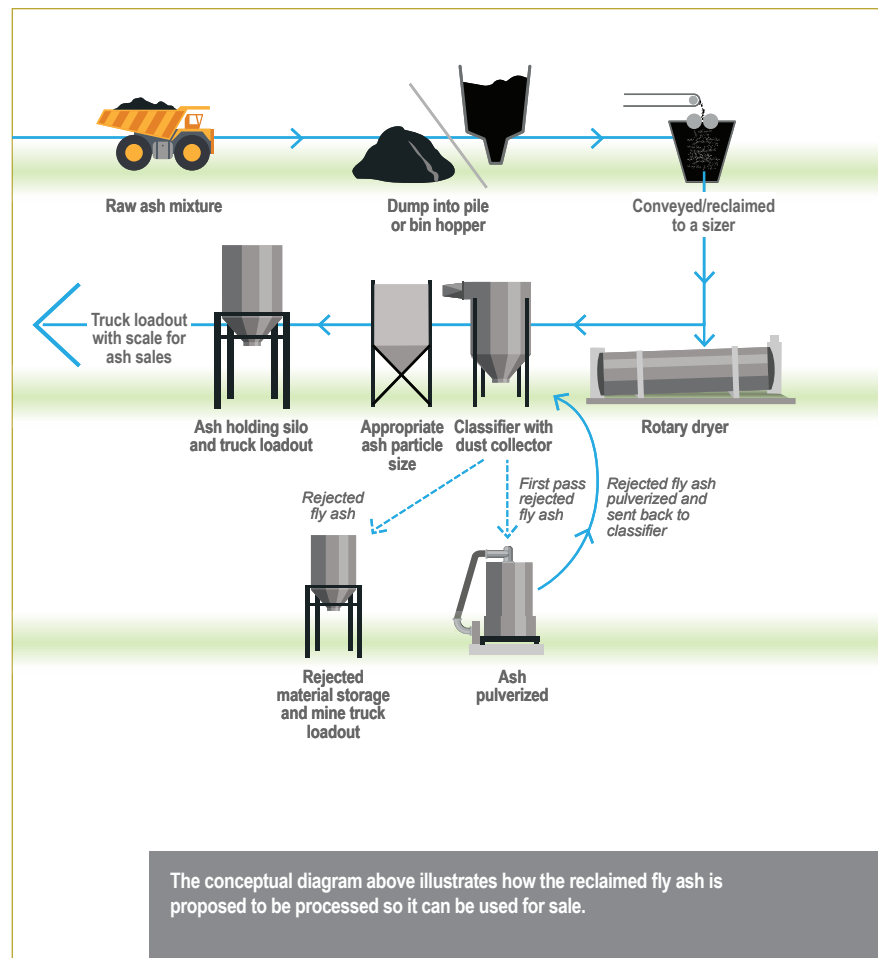 Raw ash mixture
Dump into pile
or bin hopper
Conveyed/reclaimed
to a sizer
Truck loadout
with scale for
ash sales
Ash holding silo
and truck loadout
Appropriate
ash particle
size
Classifier with
dust collector
Rotary dryer
Rejected
fly ash
First pass
rejected
fly ash
Rejected fly ash
pulverized and
sent back to
classifier
Rejected
material storage
and mine truck
loadout
Ash
pulverized
The conceptual diagram above illustrates how the reclaimed fly ash is
proposed to be processed so it can be used for sale.